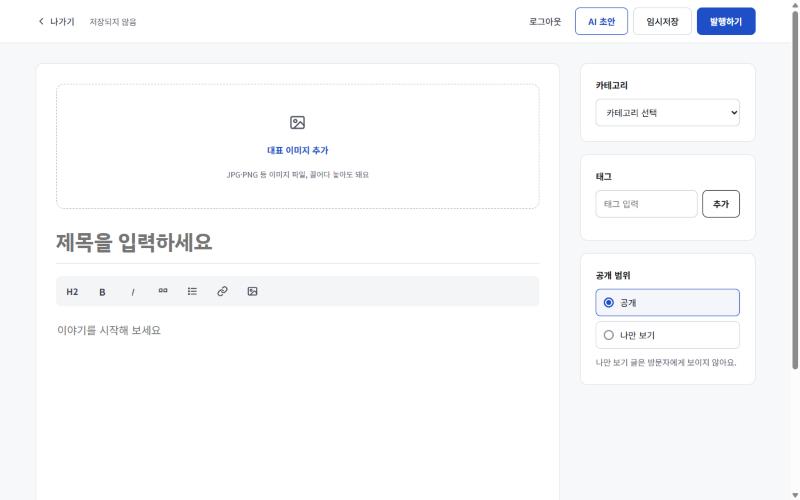 나가기
저장되지 않음
로그아웃
AI 초안
임시저장
발행하기
대표 이미지 추가
JPG·PNG 등 이미지 파일, 끌어다 놓아도 돼요
제목을 입력하세요
H2
B
I
이야기를 시작해 보세요
카테고리
카테고리 선택
태그
태그 입력
추가
공개 범위
공개
나만 보기
나만 보기 글은 방문자에게 보이지 않아요.